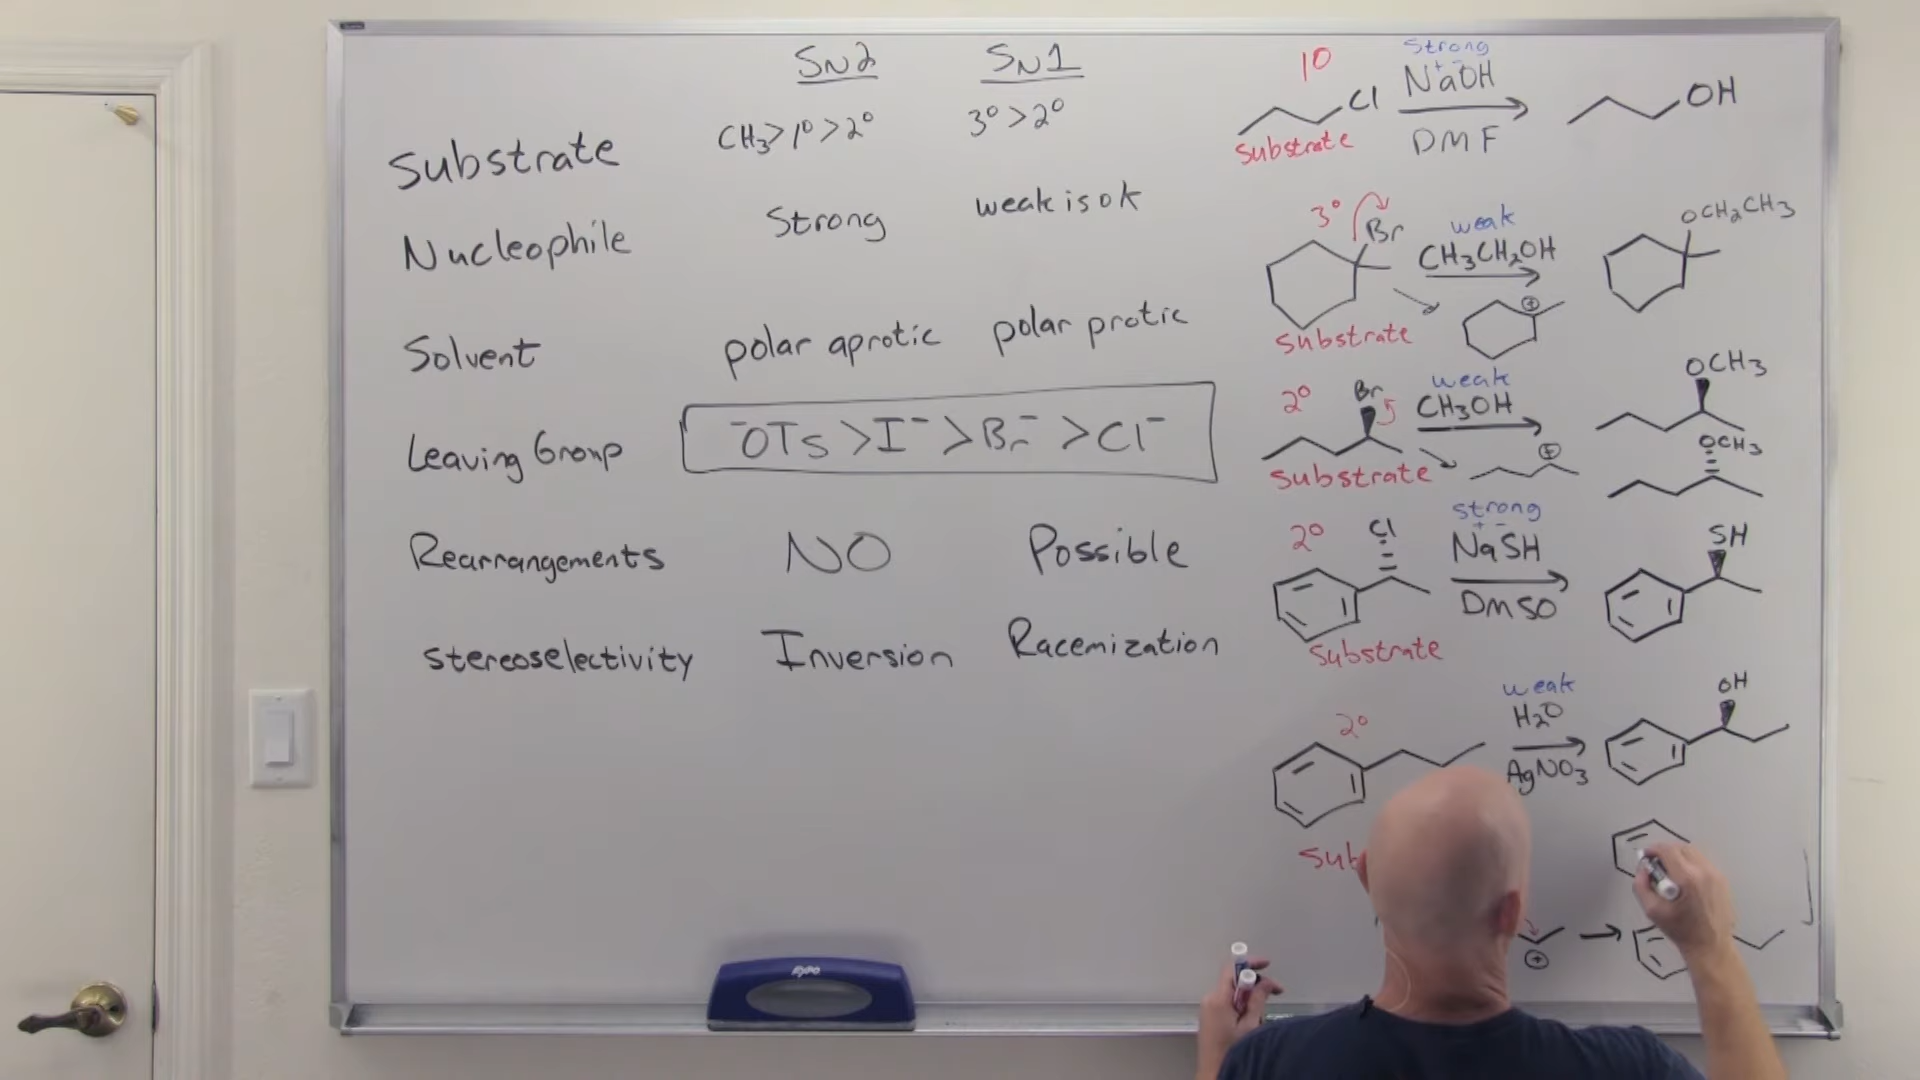 SN2 SN1
Substrate CH3>1°>2° 3°>2°
Nucleophile Strong weak is ok
Solvent polar aprotic polar protic
Leaving Group -OTs >I- >Br- >Cl-
Rearrangements NO Possible
stereoselectivity Inversion Racemization
EXPO
1° Cl
substrate
Strong
Na+ -OH
DMF
OH
3° Br
substrate
weak
CH3CH2OH
+
OCH2CH3
2° Br
substrate
weak
CH3OH
+
OCH3
OCH3
2° Cl
substrate
strong
+ -
NaSH
DMSO
SH
2°
weak
H2O
AgNO3
OH
+